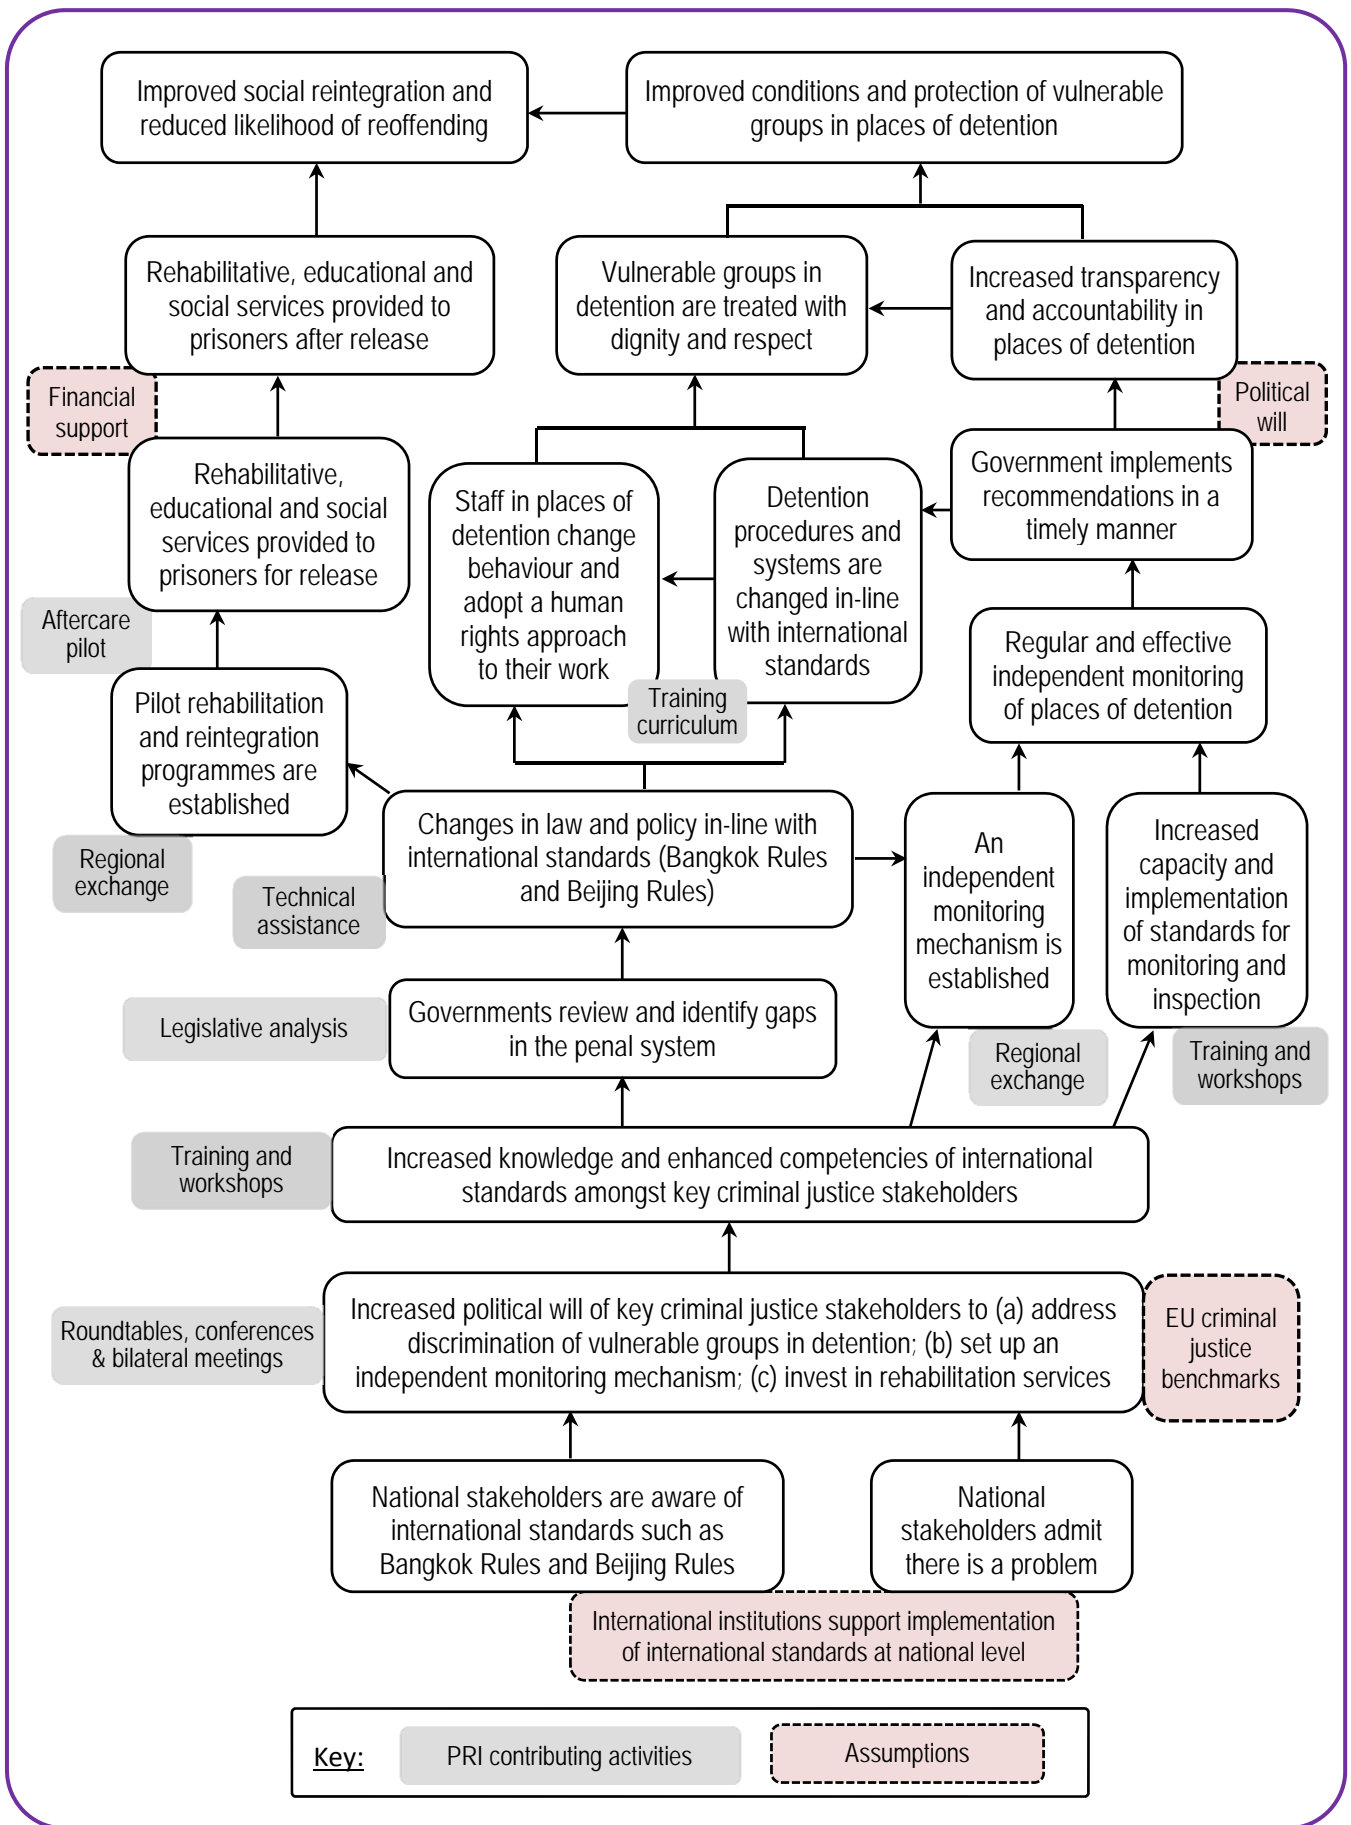 Improved social reintegration and
reduced likelihood of reoffending
Improved conditions and protection of vulnerable
groups in places of detention
Rehabilitative, educational and
social services provided to
prisoners after release
Vulnerable groups in
detention are treated with
dignity and respect
Increased transparency
and accountability in
places of detention
Financial
support
Political
will
Rehabilitative,
educational and social
services provided to
prisoners for release
Staff in places of
detention change
behaviour and
adopt a human
rights approach
to their work
Detention
procedures and
systems are
changed in-line
with international
standards
Government implements
recommendations in a
timely manner
Aftercare
pilot
Training
curriculum
Regular and effective
independent monitoring
of places of detention
Pilot rehabilitation
and reintegration
programmes are
established
Regional
exchange
Technical
assistance
Changes in law and policy in-line with
international standards (Bangkok Rules
and Beijing Rules)
An
independent
monitoring
mechanism is
established
Increased
capacity and
implementation
of standards for
monitoring and
inspection
Legislative analysis
Governments review and identify gaps
in the penal system
Regional
exchange
Training and
workshops
Training and
workshops
Increased knowledge and enhanced competencies of international
standards amongst key criminal justice stakeholders
Roundtables, conferences
& bilateral meetings
Increased political will of key criminal justice stakeholders to (a) address
discrimination of vulnerable groups in detention; (b) set up an
independent monitoring mechanism; (c) invest in rehabilitation services
EU criminal
justice
benchmarks
National stakeholders are aware of
international standards such as
Bangkok Rules and Beijing Rules
National
stakeholders admit
there is a problem
International institutions support implementation
of international standards at national level
Key:
PRI contributing activities
Assumptions